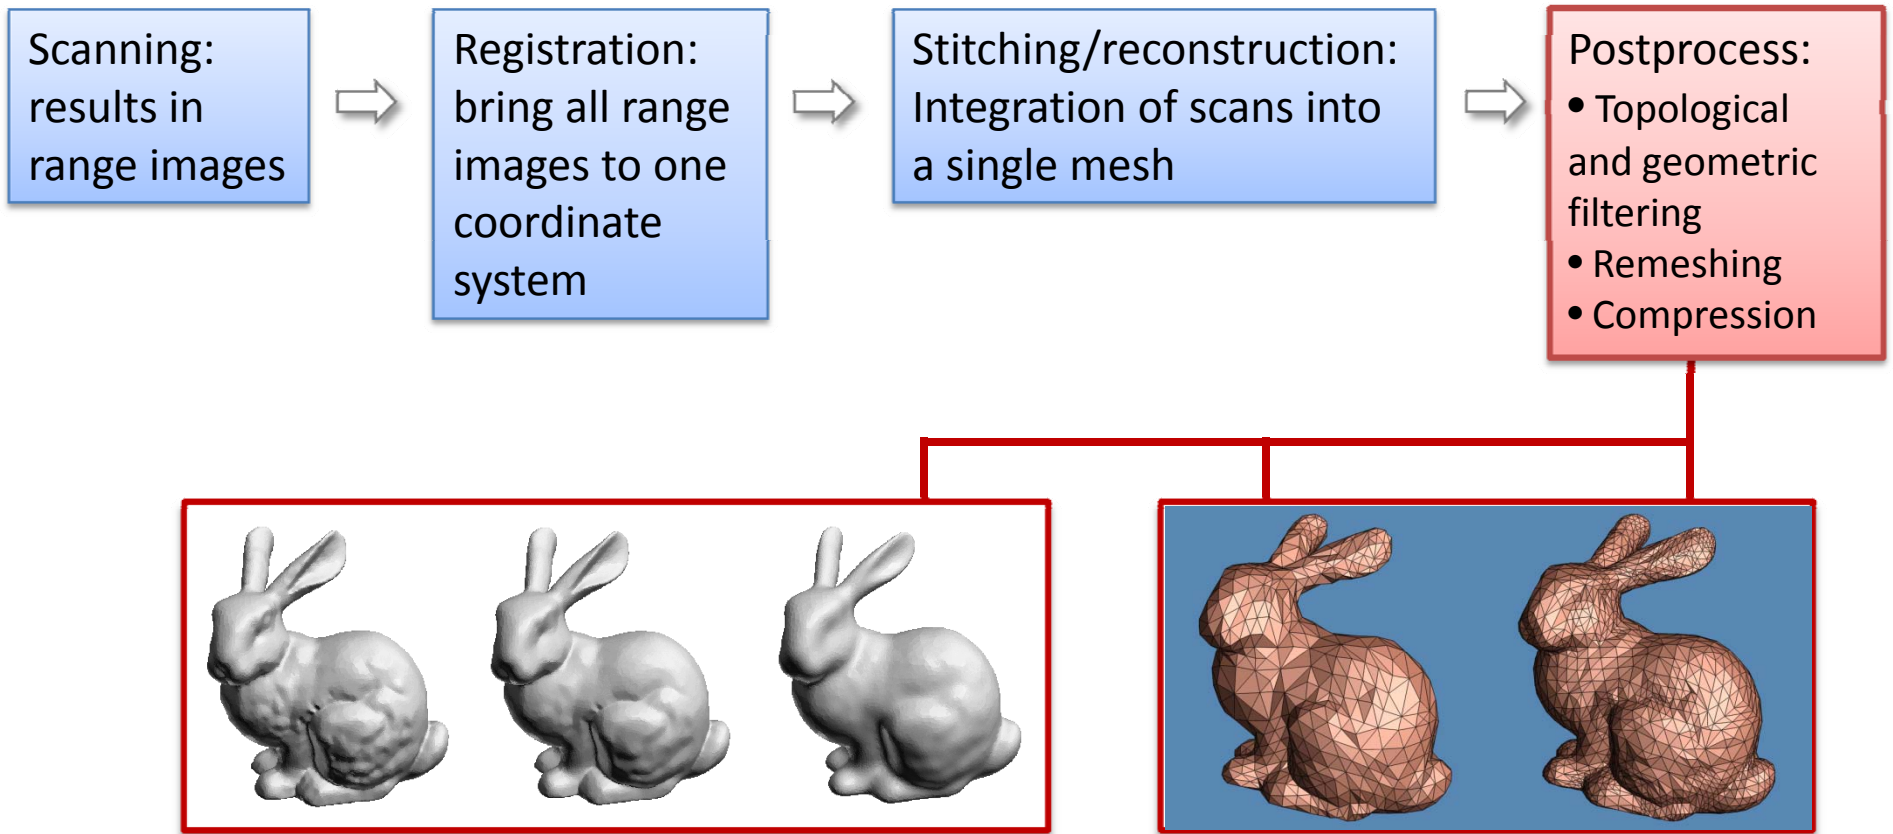 Scanning:
results in
range images
Registration:
bring all range
images to one
coordinate
system
Stitching/reconstruction:
Integration of scans into
a single mesh
Postprocess:
• Topological
and geometric
filtering
• Remeshing
• Compression